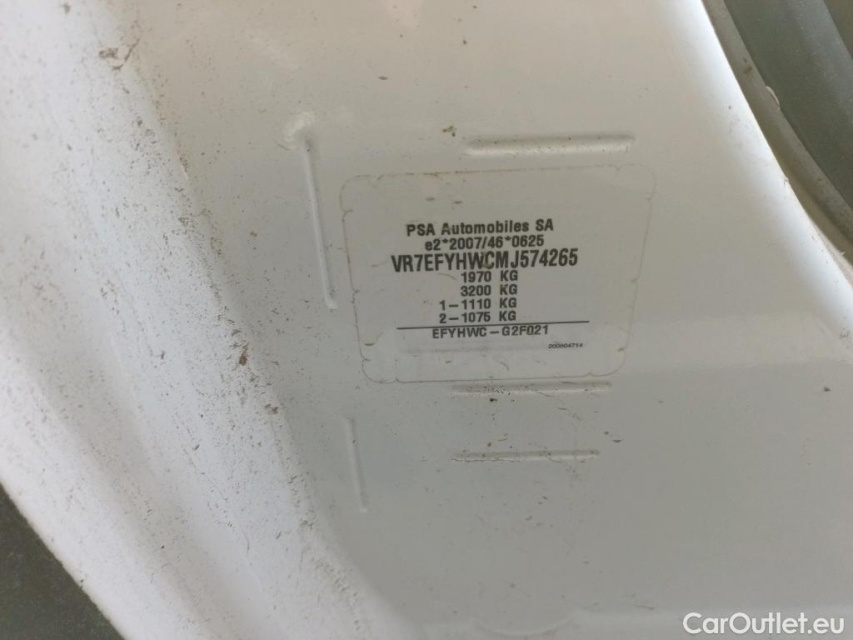 PSA Automobiles SA
e2*2007/46*0625
VR7EFYHWCMJ574265
1970 KG
3200 KG
1-1110 KG
2-1075 KG
EFYHWC-G2F021
000004714
CarOutlet.eu